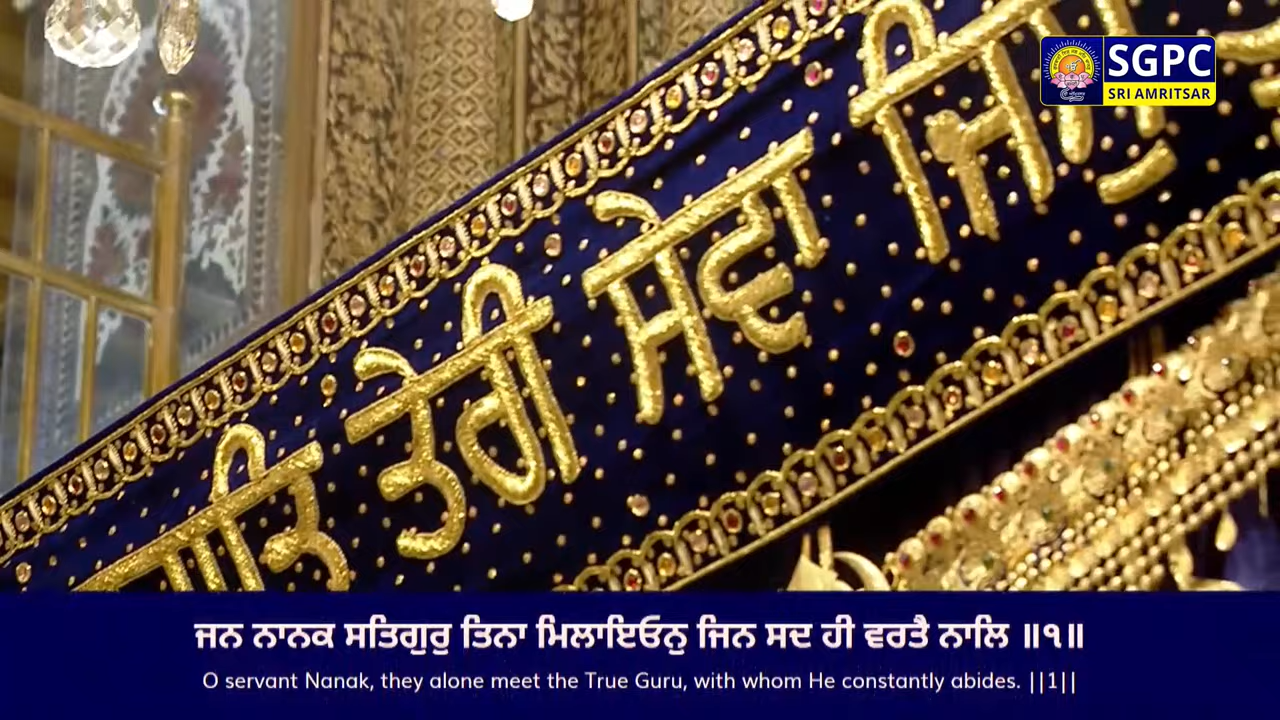 SGPC
SRI AMRITSAR
ਤੇਰੀ ਸੇਵਾ
ਜਨ ਨਾਨਕ ਸਤਿਗੁਰੁ ਤਿਨਾ ਮਿਲਾਇਓਨੁ ਜਿਨ ਸਦ ਹੀ ਵਰਤੈ ਨਾਲਿ ॥੧॥
O servant Nanak, they alone meet the True Guru, with whom He constantly abides. ||1||